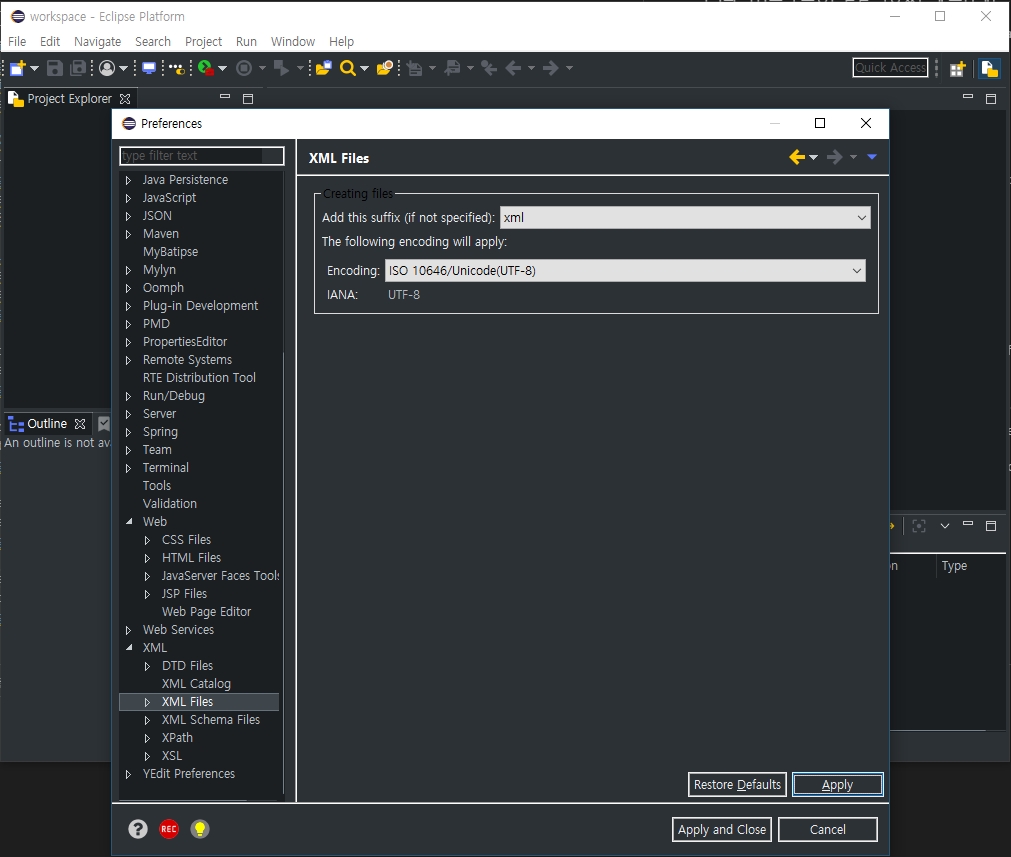 workspace - Eclipse Platform
File Edit Navigate Search Project Run Window Help
Quick Access
Project Explorer
Preferences
type filter text
XML Files
Java Persistence
JavaScript
JSON
Maven
MyBatipse
Mylyn
Oomph
Plug-in Development
PMD
PropertiesEditor
Remote Systems
RTE Distribution Tool
Run/Debug
Server
Spring
Team
Terminal
Tools
Validation
Web
CSS Files
HTML Files
JavaServer Faces Tools
JSP Files
Web Page Editor
Web Services
XML
DTD Files
XML Catalog
XML Files
XML Schema Files
XPath
XSL
YEdit Preferences
Creating files
Add this suffix (if not specified): xml
The following encoding will apply:
Encoding: ISO 10646/Unicode(UTF-8)
IANA: UTF-8
Outline
An outline is not av
Type
Restore Defaults Apply
REC
Apply and Close Cancel